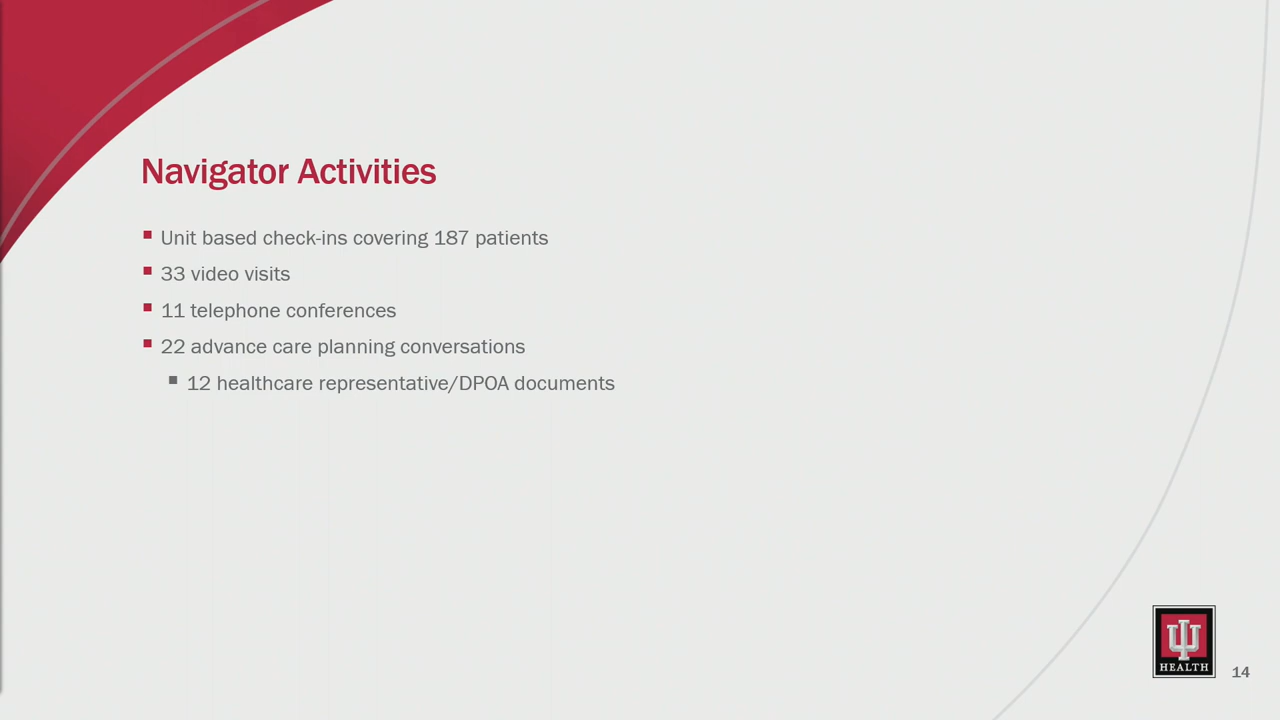 Navigator Activities
Unit based check-ins covering 187 patients
33 video visits
11 telephone conferences
22 advance care planning conversations
12 healthcare representative/DPOA documents
HEALTH
14